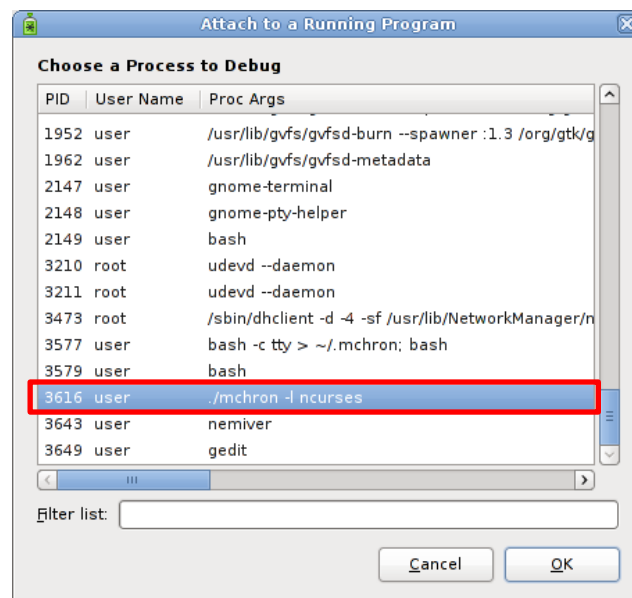 Attach to a Running Program
Choose a Process to Debug
PID User Name Proc Args
1952 user /usr/lib/gvfs/gvfsd-burn --spawner :1.3 /org/gtk/g
1962 user /usr/lib/gvfs/gvfsd-metadata
2147 user gnome-terminal
2148 user gnome-pty-helper
2149 user bash
3210 root udevd --daemon
3211 root udevd --daemon
3473 root /sbin/dhclient -d -4 -sf /usr/lib/NetworkManager/n
3577 user bash -c tty > ~/.mchron; bash
3579 user bash
3616 user ./mchron -l ncurses
3643 user nemiver
3649 user gedit
Filter list:
Cancel OK